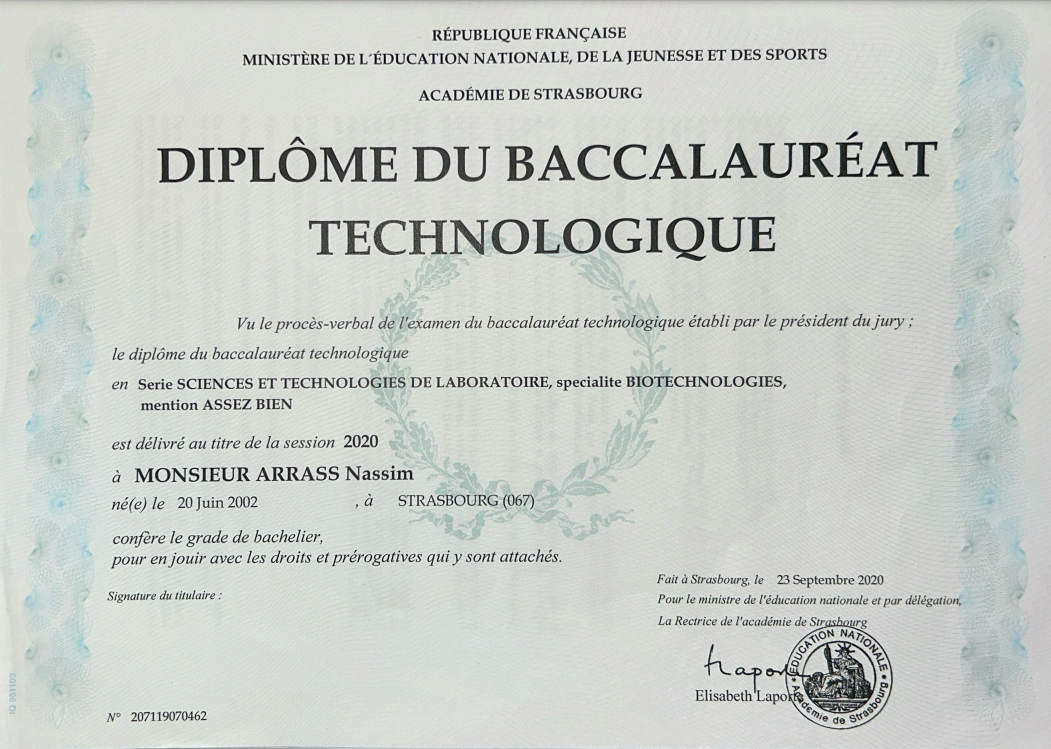 RÉPUBLIQUE FRANÇAISE
MINISTÈRE DE L´ÉDUCATION NATIONALE, DE LA JEUNESSE ET DES SPORTS
ACADÉMIE DE STRASBOURG
DIPLÔME DU BACCALAURÉAT
TECHNOLOGIQUE
Vu le procès-verbal de l'examen du baccalauréat technologique établi par le président du jury ;
le diplôme du baccalauréat technologique
en Serie SCIENCES ET TECHNOLOGIES DE LABORATOIRE, specialite BIOTECHNOLOGIES,
mention ASSEZ BIEN
est délivré au titre de la session 2020
à MONSIEUR ARRASS Nassim
né(e) le 20 Juin 2002 , à STRASBOURG (067)
confère le grade de bachelier,
pour en jouir avec les droits et prérogatives qui y sont attachés.
Signature du titulaire :
Fait à Strasbourg, le 23 Septembre 2020
Pour le ministre de l'éducation nationale et par délégation,
La Rectrice de l'académie de Strasbourg
Laporte
Elisabeth Laporte
ÉDUCATION NATIONALE
Académie de Strasbourg
N° 207119070462
IQ 951103